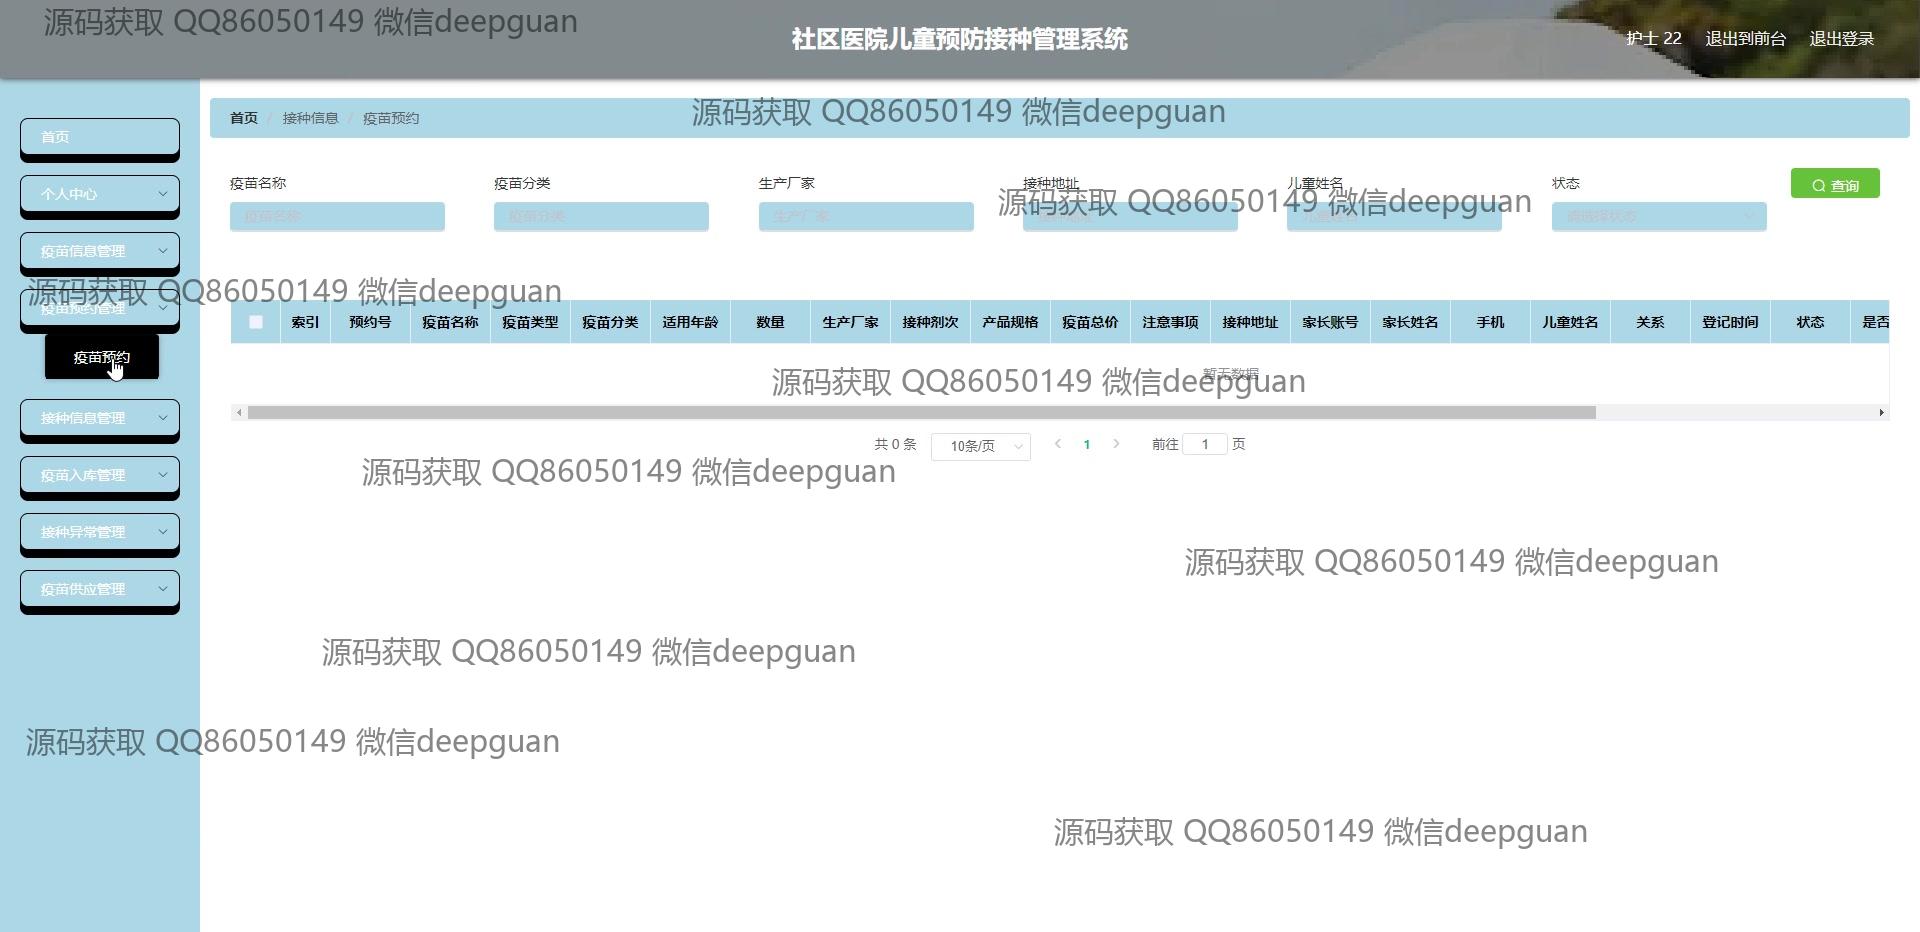 源码获取 QQ86050149 微信deepguan
社区医院儿童预防接种管理系统
护士 22 退出到前台 退出登录
首页 / 接种信息 / 疫苗预约
源码获取 QQ86050149 微信deepguan
首页
个人中心
疫苗信息管理
疫苗预约管理
疫苗预约
接种信息管理
疫苗入库管理
接种异常管理
疫苗供应管理
疫苗名称 疫苗分类 生产厂家 接种地址 儿童姓名 状态
查询
疫苗名称 疫苗分类 生产厂家 接种地址 儿童姓名 请选择状态
源码获取 QQ86050149 微信deepguan
源码获取 QQ86050149 微信deepguan
索引 预约号 疫苗名称 疫苗类型 疫苗分类 适用年龄 数量 生产厂家 接种剂次 产品规格 疫苗总价 注意事项 接种地址 家长账号 家长姓名 手机 儿童姓名 关系 登记时间 状态 是否
暂无数据
源码获取 QQ86050149 微信deepguan
共 0 条 10条/页 1 前往 1 页
源码获取 QQ86050149 微信deepguan
源码获取 QQ86050149 微信deepguan
源码获取 QQ86050149 微信deepguan
源码获取 QQ86050149 微信deepguan
源码获取 QQ86050149 微信deepguan